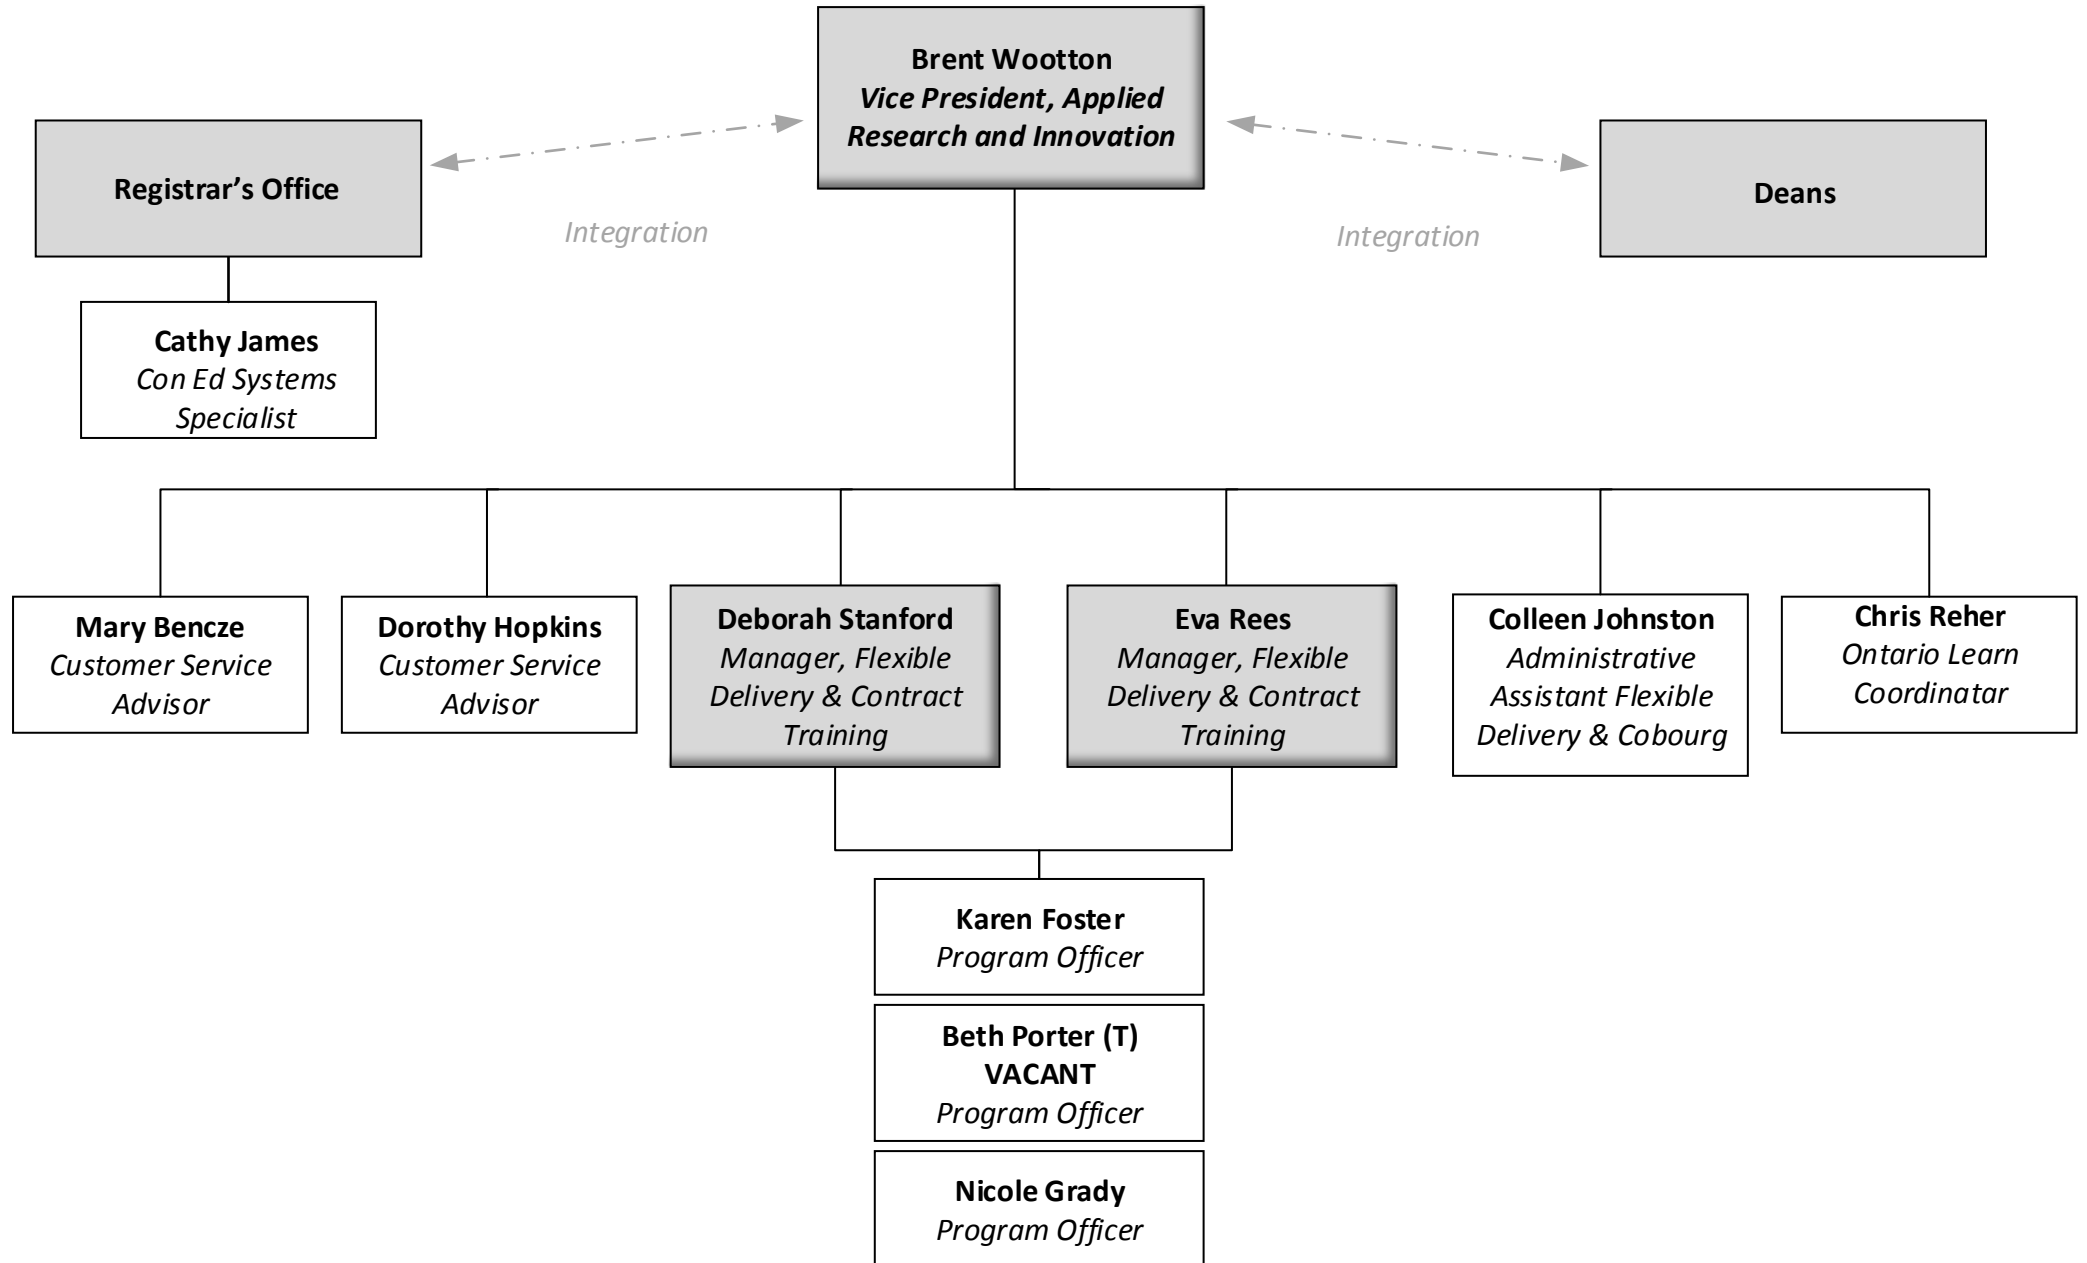 Brent Wootton
Vice President, Applied
Research and Innovation
Registrar’s Office
Deans
Integration
Integration
Cathy James
Con Ed Systems
Specialist
Mary Bencze
Customer Service
Advisor
Dorothy Hopkins
Customer Service
Advisor
Deborah Stanford
Manager, Flexible
Delivery & Contract
Training
Eva Rees
Manager, Flexible
Delivery & Contract
Training
Colleen Johnston
Administrative
Assistant Flexible
Delivery & Cobourg
Chris Reher
Ontario Learn
Coordinatar
Karen Foster
Program Officer
Beth Porter (T)
VACANT
Program Officer
Nicole Grady
Program Officer